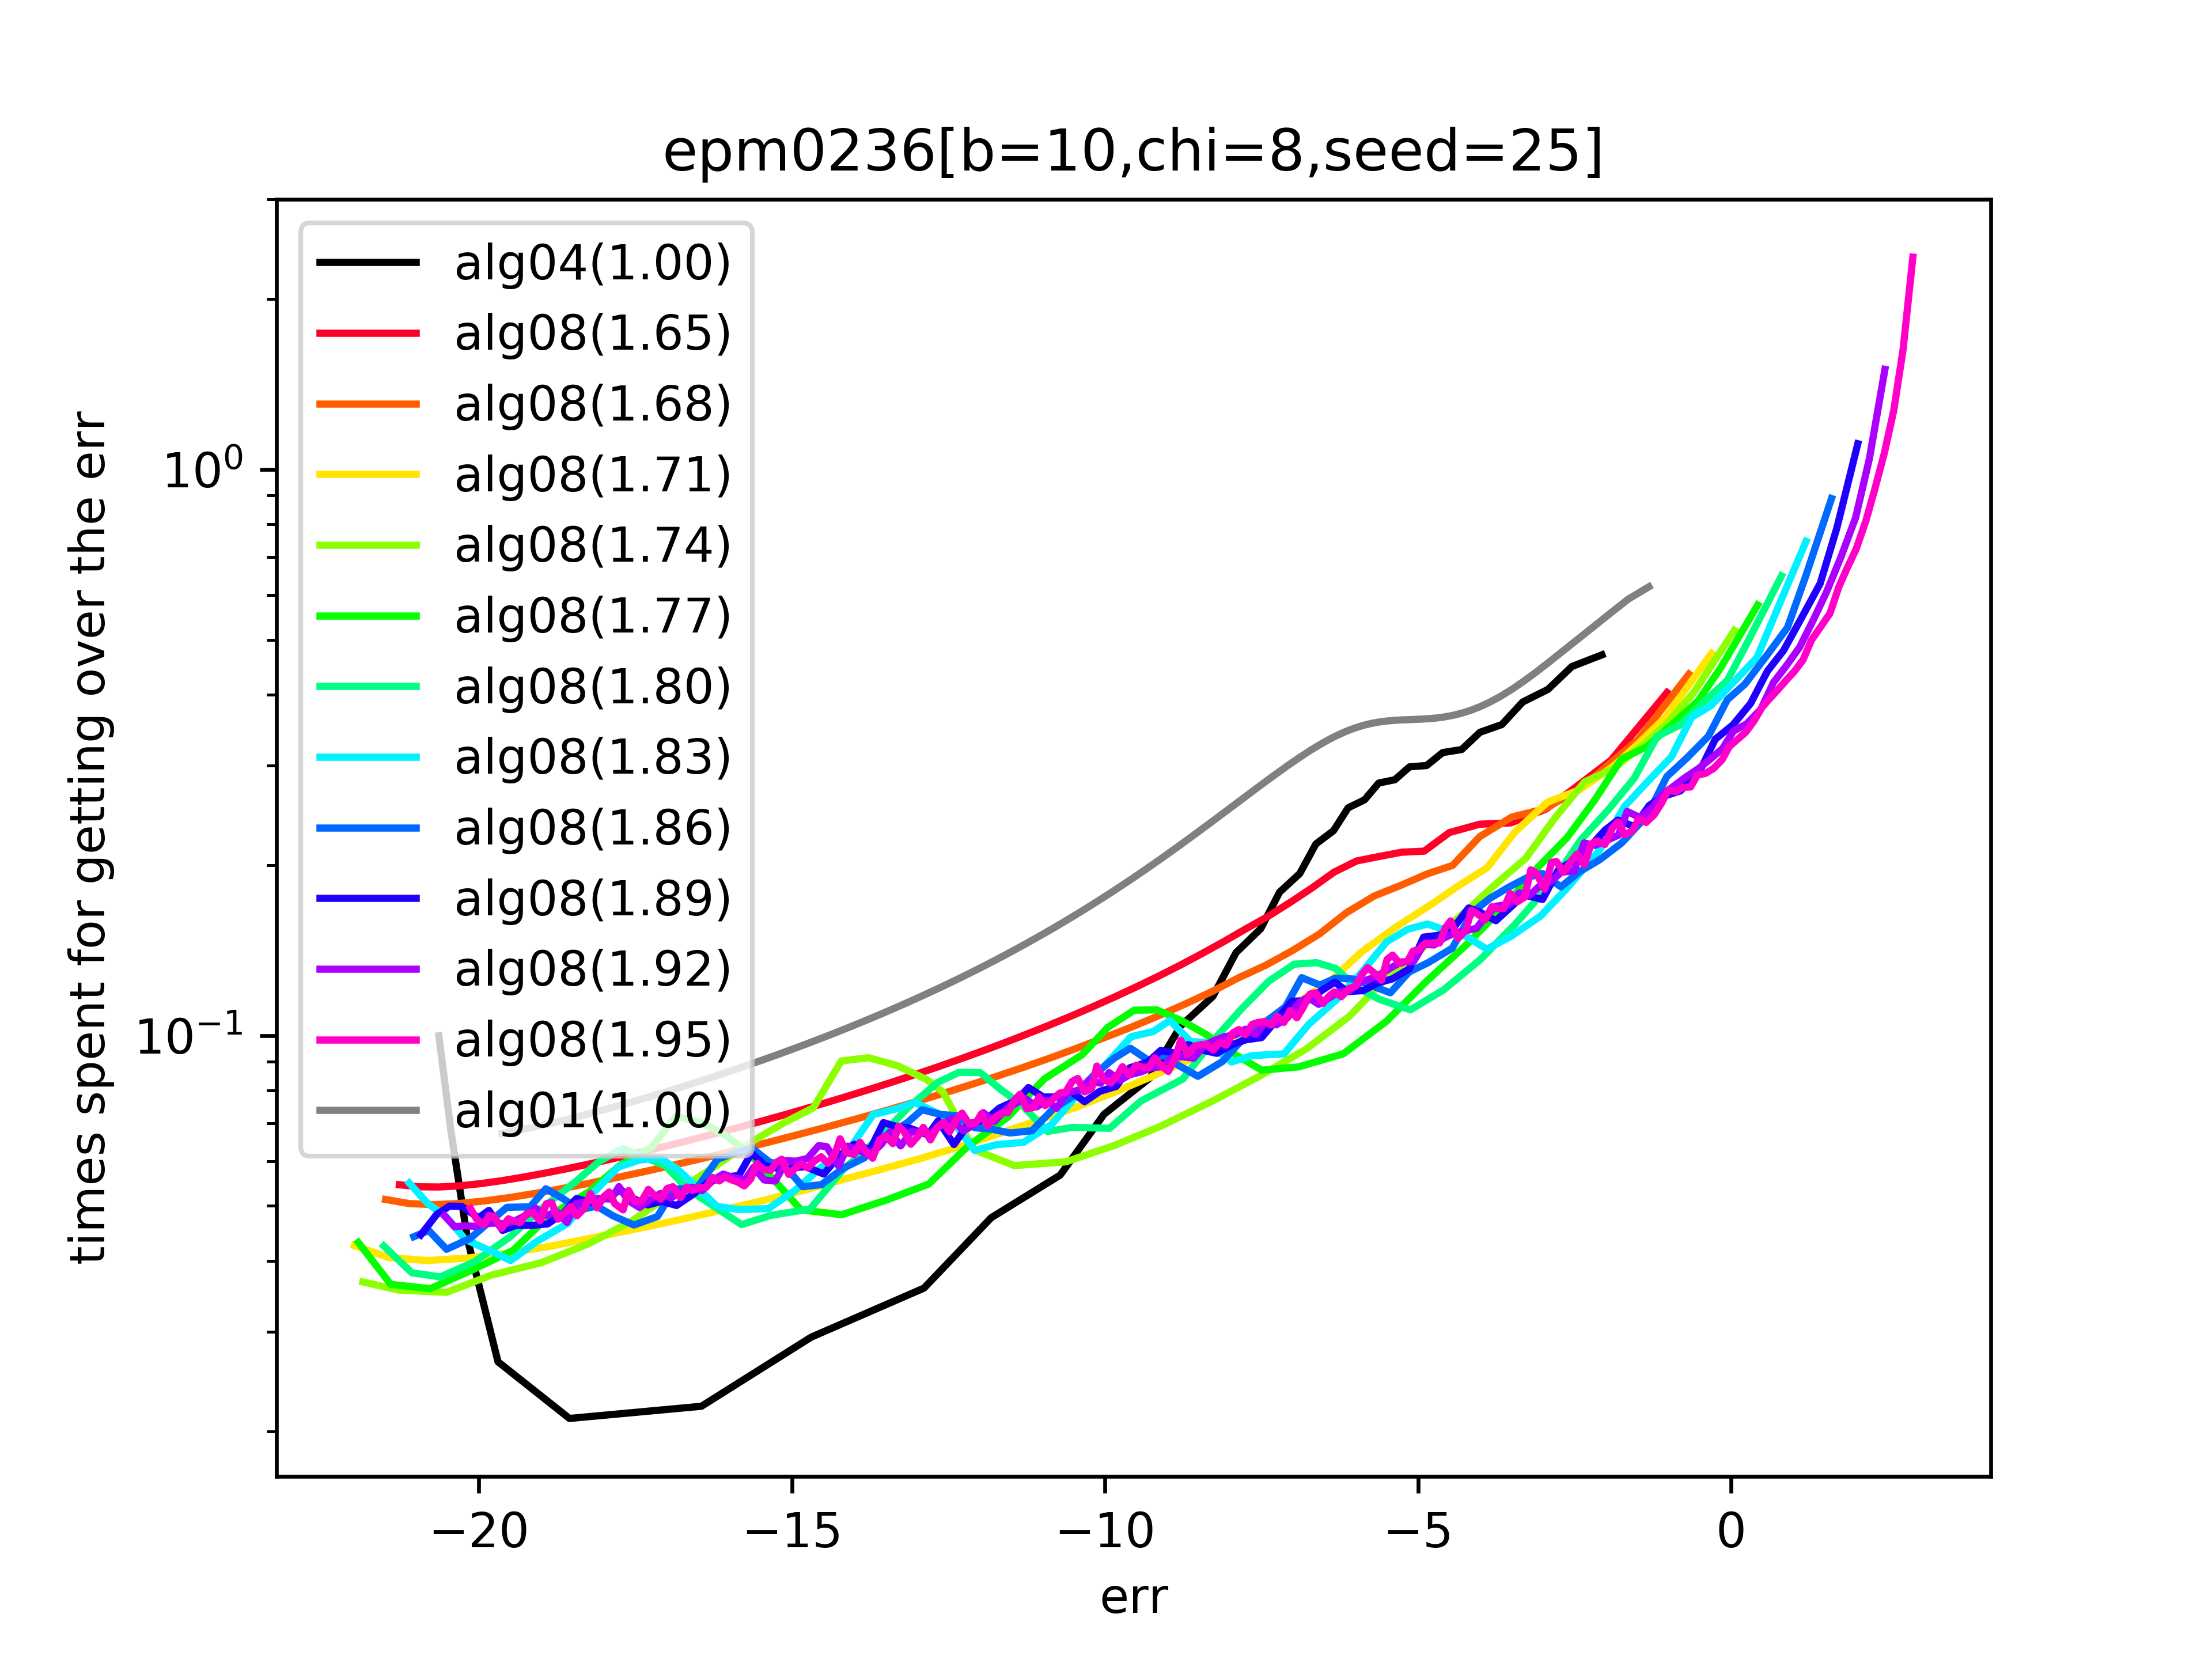 epm0236[b=10,chi=8,seed=25]
times spent for getting over the err
10⁰
10⁻¹
alg04(1.00)
alg08(1.65)
alg08(1.68)
alg08(1.71)
alg08(1.74)
alg08(1.77)
alg08(1.80)
alg08(1.83)
alg08(1.86)
alg08(1.89)
alg08(1.92)
alg08(1.95)
alg01(1.00)
−20 −15 −10 −5 0
err